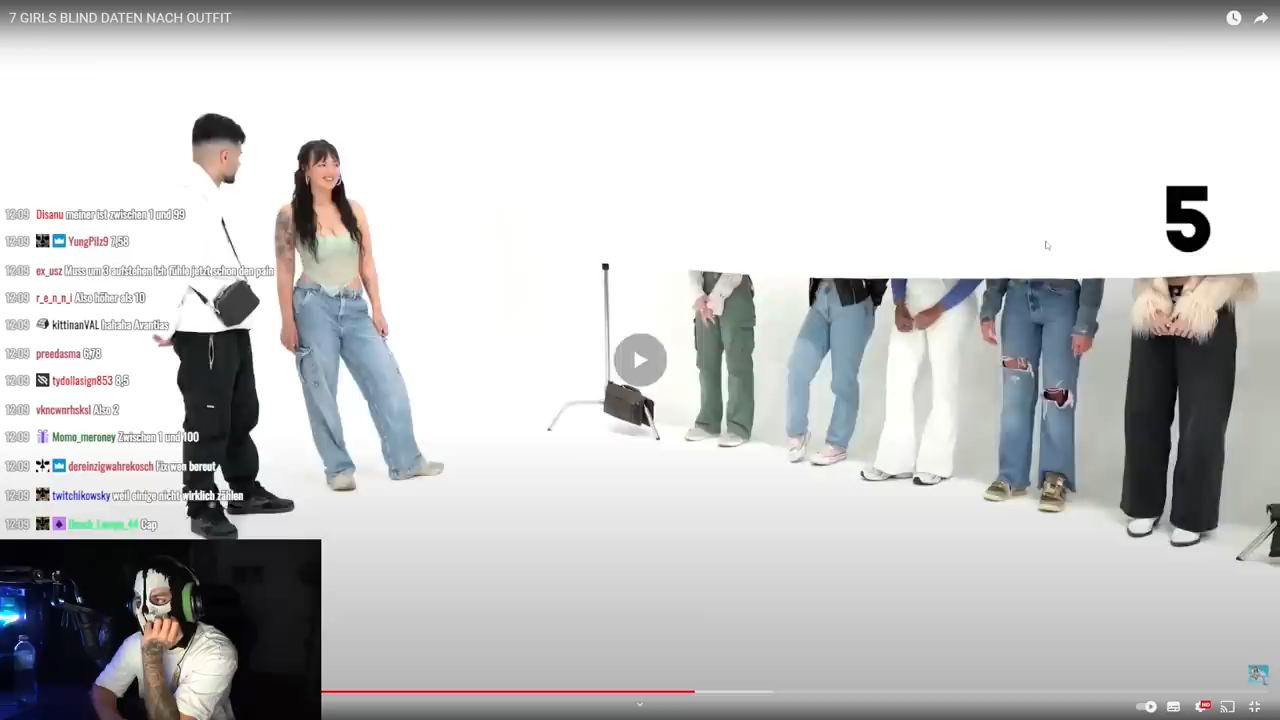 7 GIRLS BLIND DATEN NACH OUTFIT
5
12:09 Disanu meiner ist zwischen 1 und 99
12:09 YungPilz9 7,58
12:09 ex_usz Muss um 3 aufstehen ich fühle jetzt schon den pain
12:09 r_e_n_n_i Also höher als 10
12:09 kittinanVAL hahaha Avanties
12:09 preedasma 6,78
12:09 tydollasign853 8,5
12:09 vkncwnrhsksl Also 2
12:09 Momo_meroney Zwischen 1 und 100
12:09 dereinzigwahrekosch Fix wen bereut
12:09 twitchikowsky weil einige nicht wirklich zählen
12:09 Cap
HD